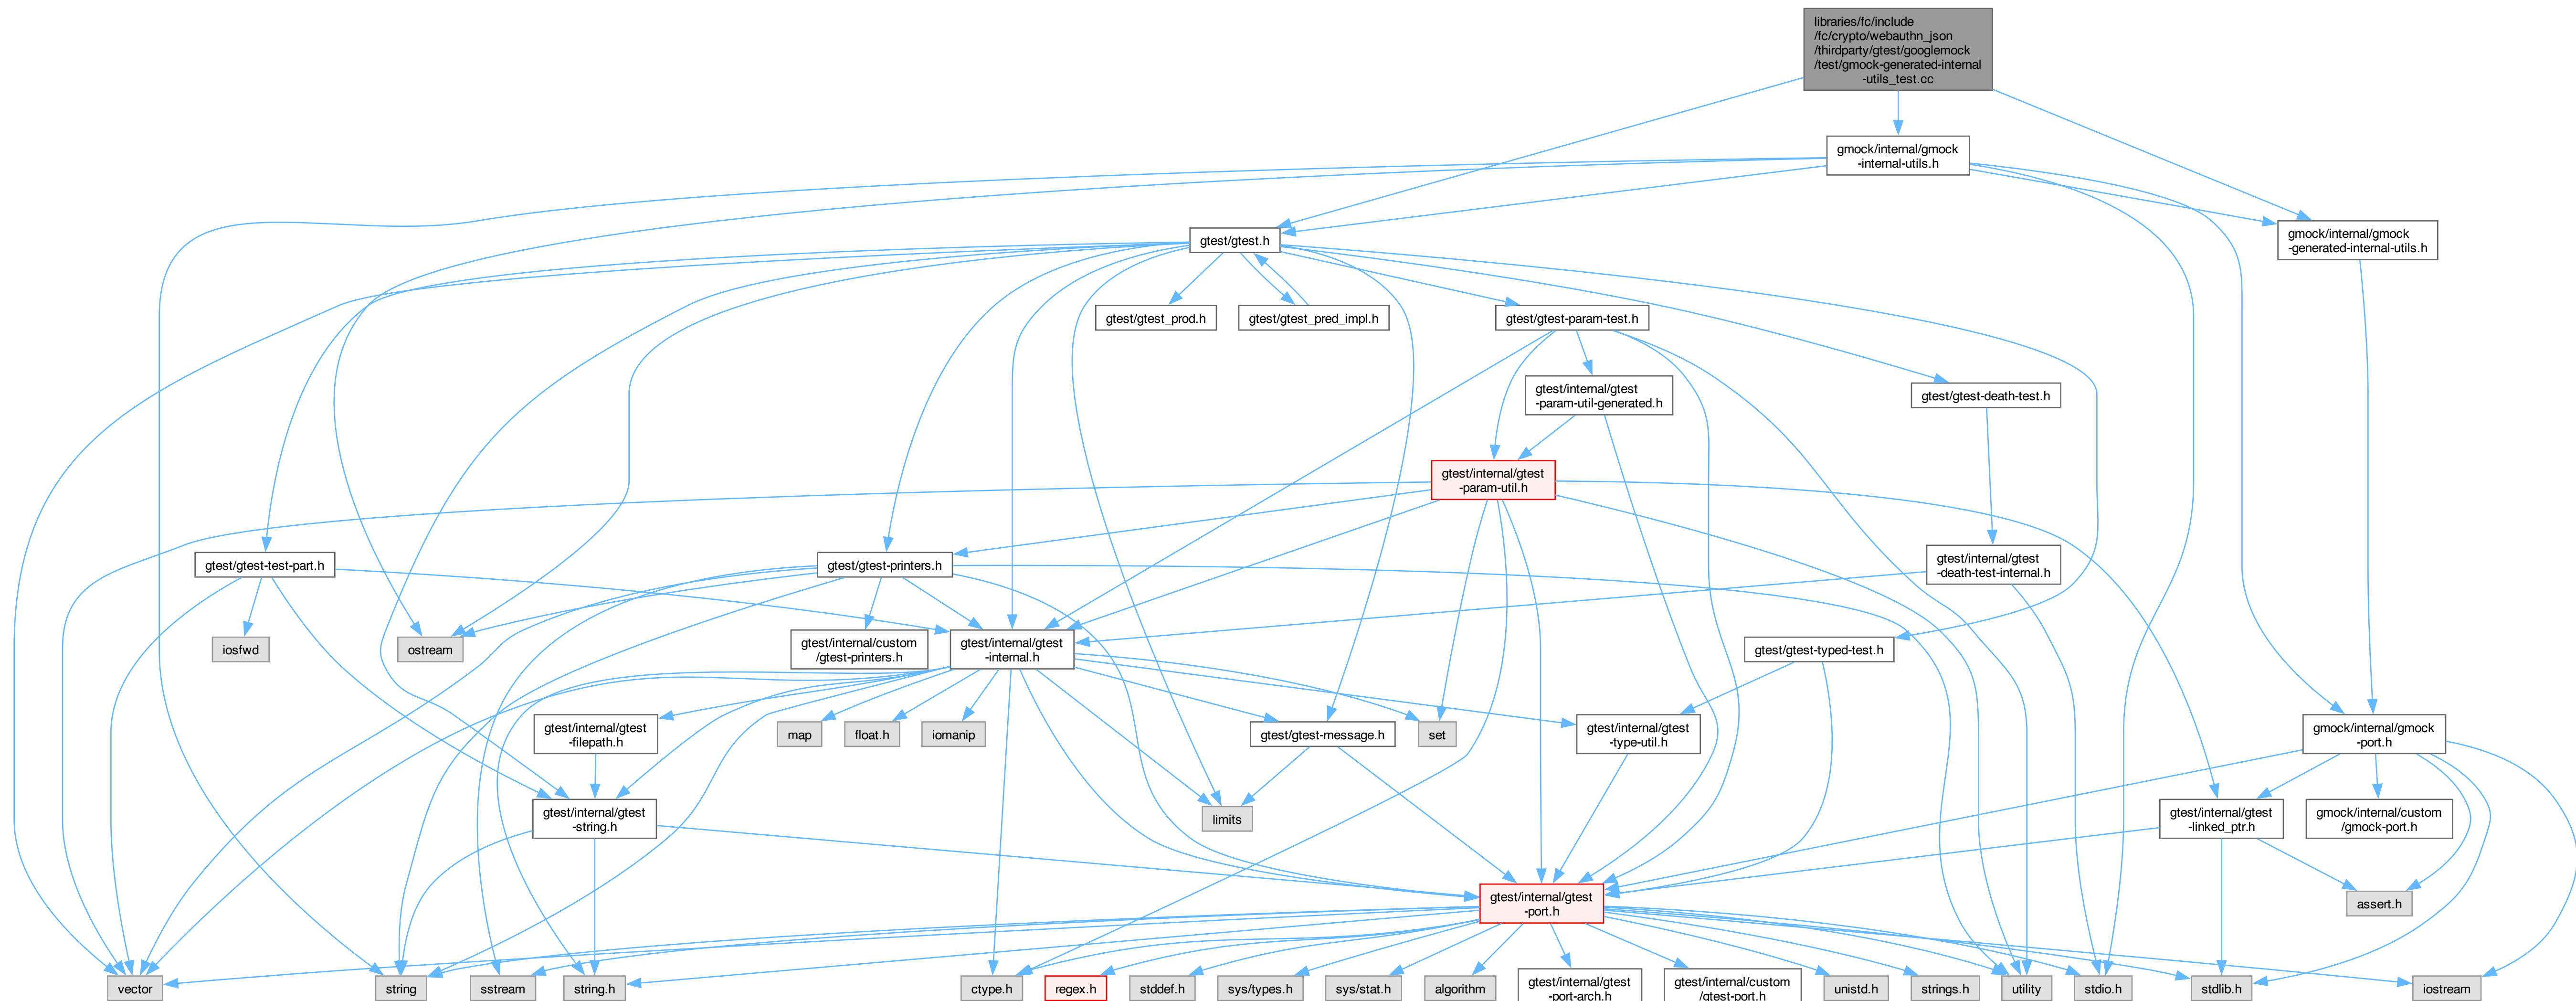 libraries/fc/include
/fc/crypto/webauthn_json
/thirdparty/gtest/googlemock
/test/gmock-generated-internal
-utils_test.cc
gmock/internal/gmock
-internal-utils.h
gtest/gtest.h
gmock/internal/gmock
-generated-internal-utils.h
gtest/gtest_prod.h
gtest/gtest_pred_impl.h
gtest/gtest-param-test.h
gtest/internal/gtest
-param-util-generated.h
gtest/gtest-death-test.h
gtest/internal/gtest
-param-util.h
gtest/gtest-test-part.h
gtest/gtest-printers.h
gtest/internal/gtest
-death-test-internal.h
iosfwd
ostream
gtest/internal/custom
/gtest-printers.h
gtest/internal/gtest
-internal.h
gtest/gtest-typed-test.h
gtest/internal/gtest
-filepath.h
map
float.h
iomanip
gtest/gtest-message.h
set
gtest/internal/gtest
-type-util.h
gmock/internal/gmock
-port.h
gtest/internal/gtest
-string.h
limits
gtest/internal/gtest
-linked_ptr.h
gmock/internal/custom
/gmock-port.h
gtest/internal/gtest
-port.h
assert.h
vector
string
sstream
string.h
ctype.h
regex.h
stddef.h
sys/types.h
sys/stat.h
algorithm
gtest/internal/gtest
-port-arch.h
gtest/internal/custom
/gtest-port.h
unistd.h
strings.h
utility
stdio.h
stdlib.h
iostream